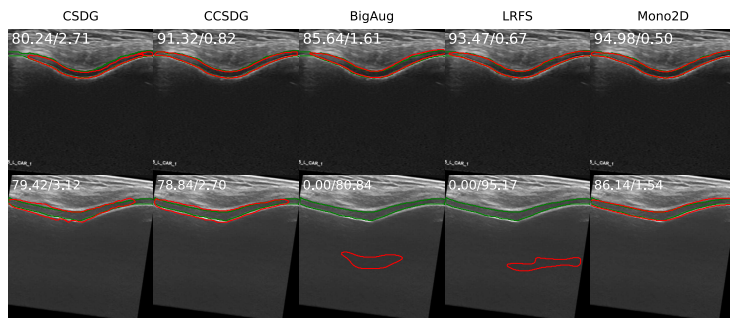 CSDG CCSDG BigAug LRFS Mono2D
80.24/2.71 91.32/0.82 85.64/1.61 93.47/0.67 94.98/0.50
79.42/3.12 78.84/2.70 0.00/80.84 0.00/95.17 86.14/1.54